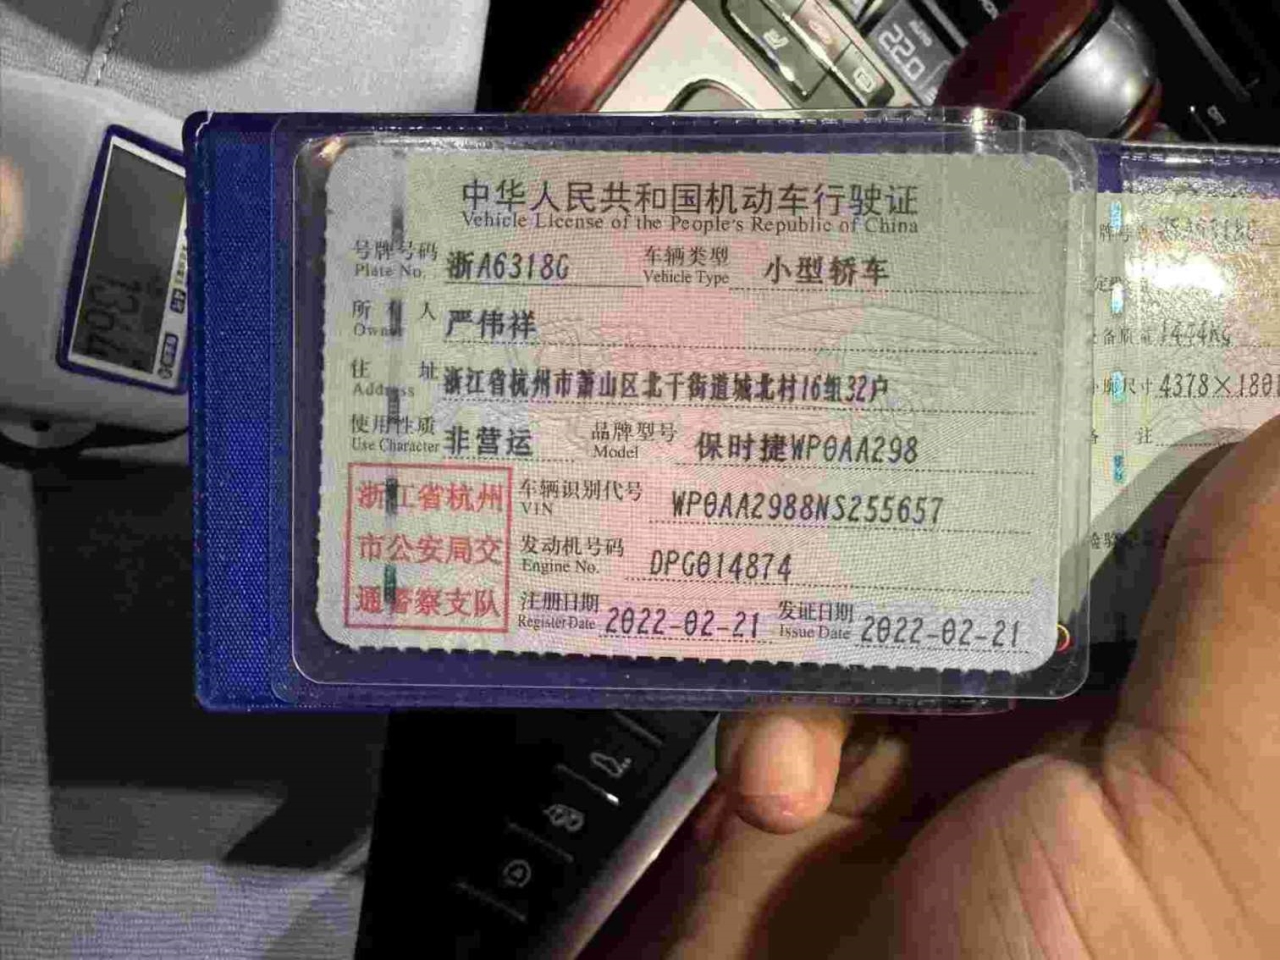 中华人民共和国机动车行驶证
Vehicle License of the People's Republic of China
号牌号码 浙A6318G 车辆类型 小型轿车
Plate No. Vehicle Type
所有人 严伟祥
Owner
住址 浙江省杭州市萧山区北干街道城北村16组32户
Address
使用性质 非营运 品牌型号 保时捷WP0AA298
Use Character Model
浙江省杭州
市公安局交
通警察支队
车辆识别代号 WP0AA2988NS255657
VIN
发动机号码 DPG014874
Engine No.
注册日期 2022-02-21 发证日期 2022-02-21
Register Date Issue Date
4378×180
AUTO
22.0